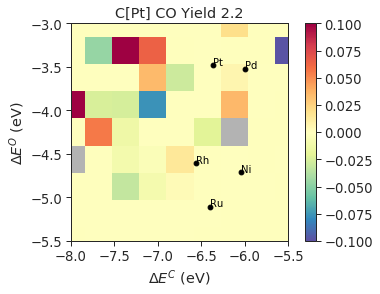 C[Pt] CO Yield 2.2
−3.0
−3.5
−4.0
−4.5
−5.0
−5.5
ΔE^O (eV)
Pt
Pd
Rh
Ni
Ru
−8.0 −7.5 −7.0 −6.5 −6.0 −5.5
ΔE^C (eV)
0.100
0.075
0.050
0.025
0.000
−0.025
−0.050
−0.075
−0.100